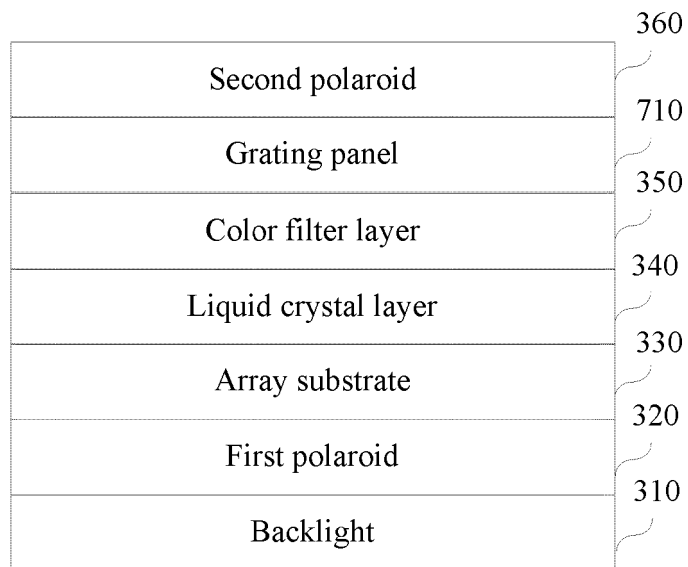 360
Second polaroid
710
Grating panel
350
Color filter layer
340
Liquid crystal layer
330
Array substrate
320
First polaroid
310
Backlight